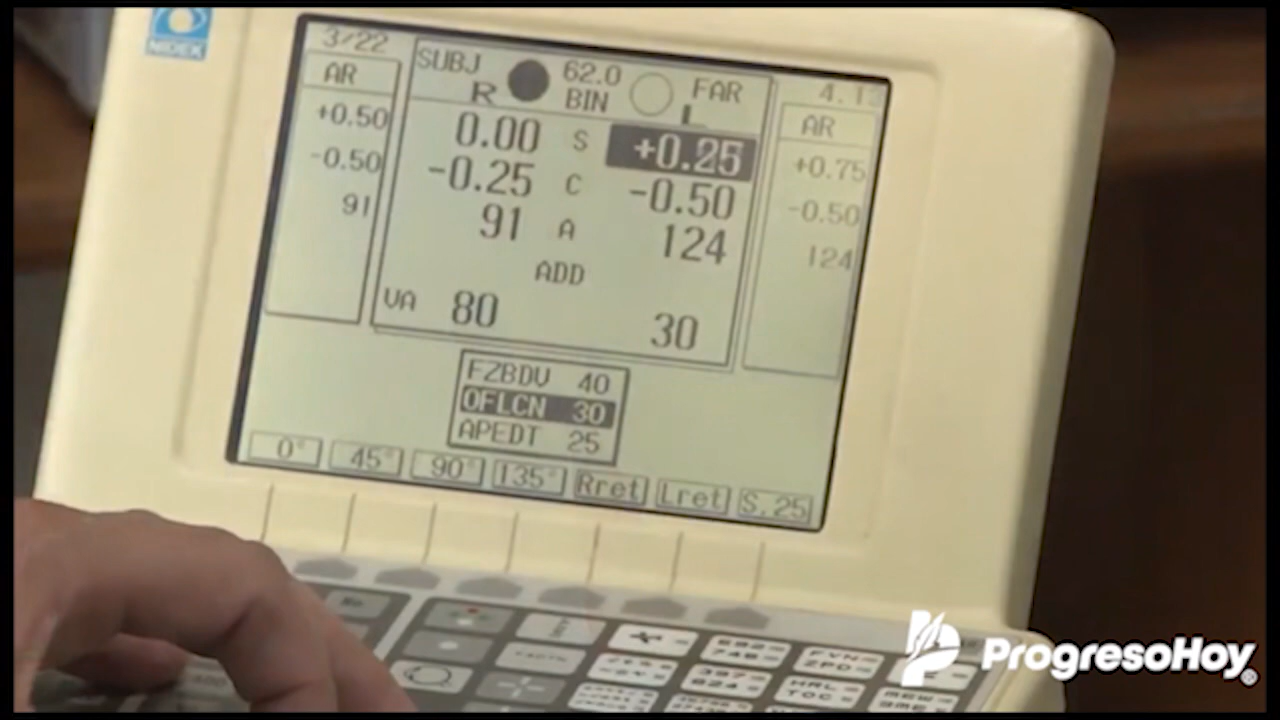 NIDEK
3/22
AR
+0.50
-0.50
91
SUBJ 62.0 FAR
R BIN L
0.00 S +0.25
-0.25 C -0.50
91 A 124
ADD
VA 80 30
AR
+0.75
-0.50
124
FZBDV 40
OFLCN 30
APEDT 25
0° 45° 90° 135° Rret Lret S.25
ProgresoHoy®